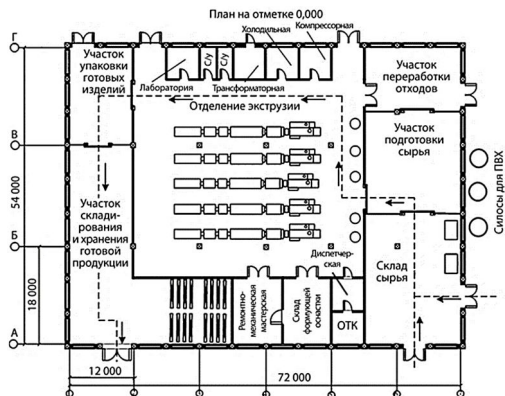 План на отметке 0,000
Компрессорная
Холодильная
Г
Участок
упаковки
готовых
изделий
С/у
С/у
Лаборатория
Трансформаторная
Участок
переработки
отходов
Отделение экструзии
В
Участок
подготовки
сырья
Силосы для ПВХ
54 000
Участок
склади-
рования
и хранения
готовой
продукции
Б
Диспетчер-
ская
Склад
сырья
18 000
Ремонтно-
механическая
мастерская
Склад
формующей
оснастки
ОТК
А
12 000
72 000